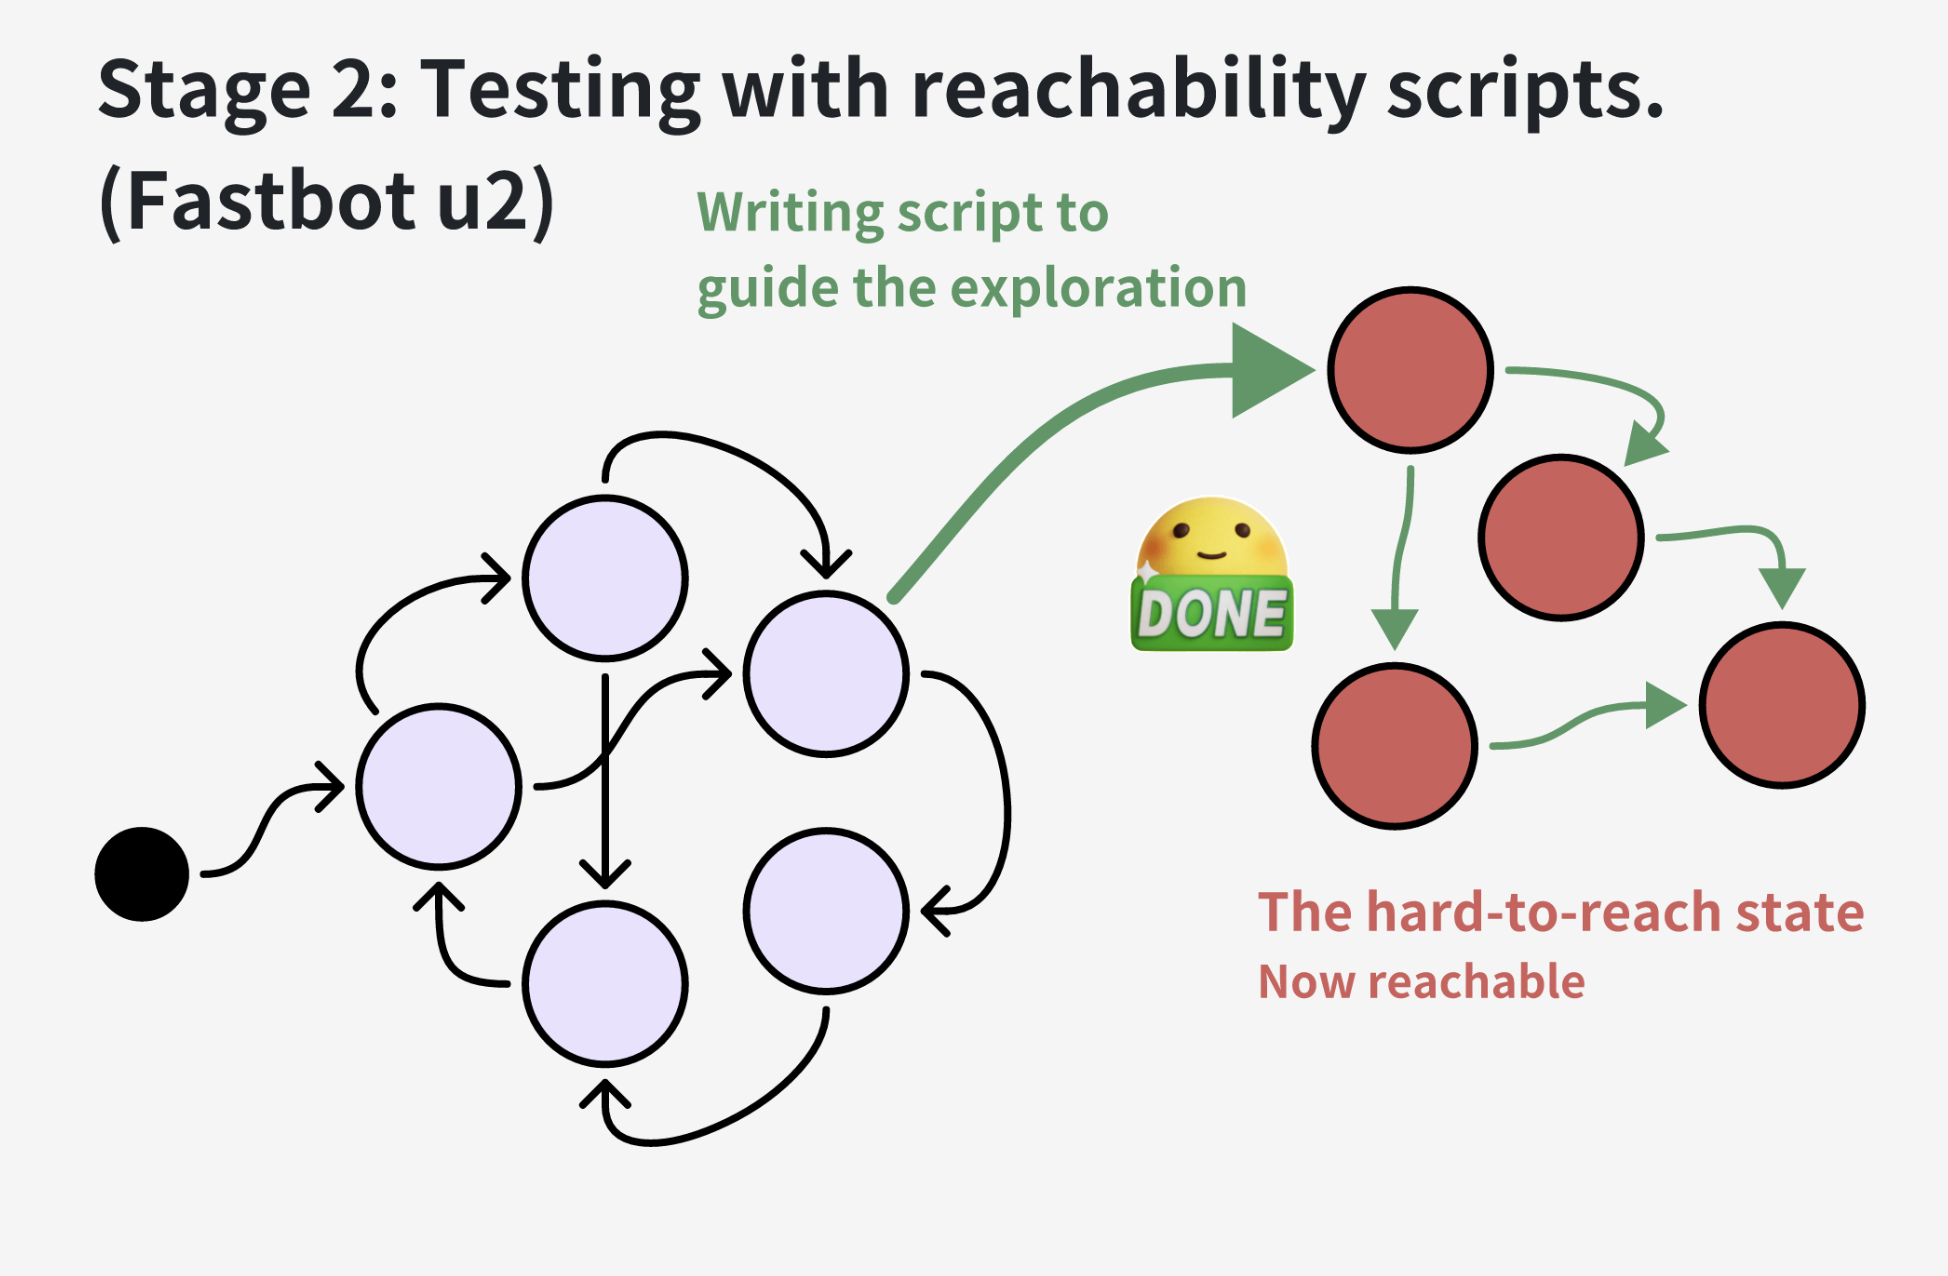 Stage 2: Testing with reachability scripts.
(Fastbot u2)
Writing script to
guide the exploration
DONE
The hard-to-reach state
Now reachable